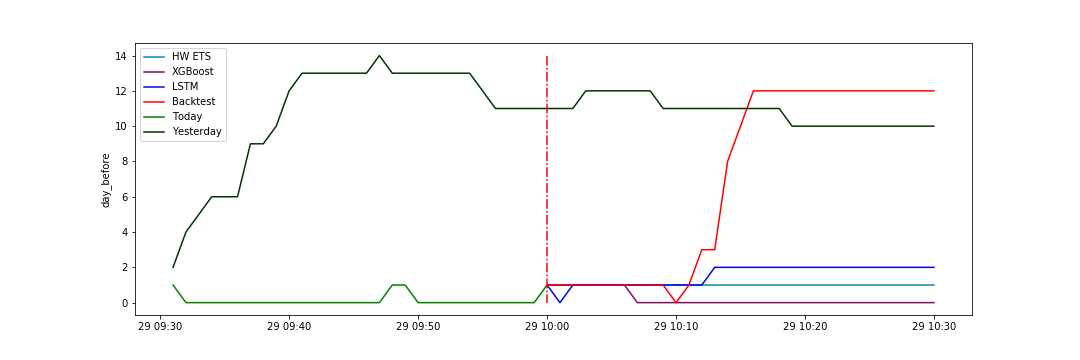 14
12
10
8
6
4
2
0
day_before
HW ETS
XGBoost
LSTM
Backtest
Today
Yesterday
29 09:30
29 09:40
29 09:50
29 10:00
29 10:10
29 10:20
29 10:30